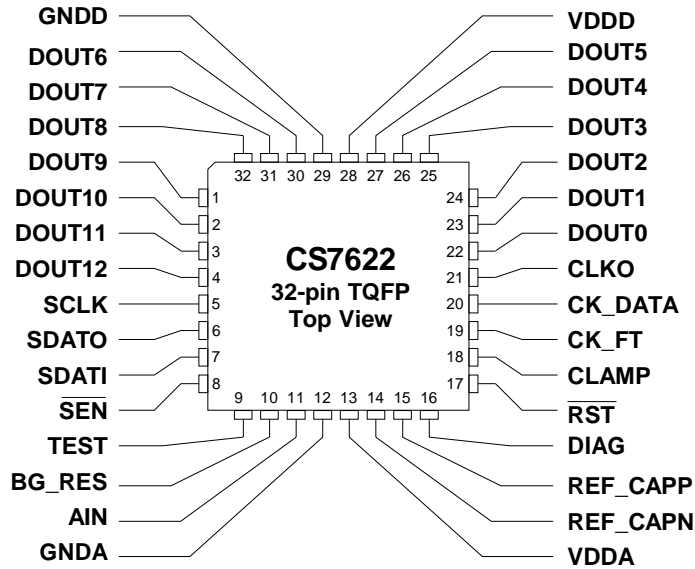 GNDD
DOUT6
DOUT7
DOUT8
DOUT9
DOUT10
DOUT11
DOUT12
SCLK
SDATO
SDATI
S̅E̅N̅
TEST
BG_RES
AIN
GNDA
VDDD
DOUT5
DOUT4
DOUT3
DOUT2
DOUT1
DOUT0
CLKO
CK_DATA
CK_FT
CLAMP
R̅S̅T̅
DIAG
REF_CAPP
REF_CAPN
VDDA
32 31 30 29 28 27 26 25
1
2
3
4
5
6
7
8
24
23
22
21
20
19
18
17
9 10 11 12 13 14 15 16
CS7622
32-pin TQFP
Top View